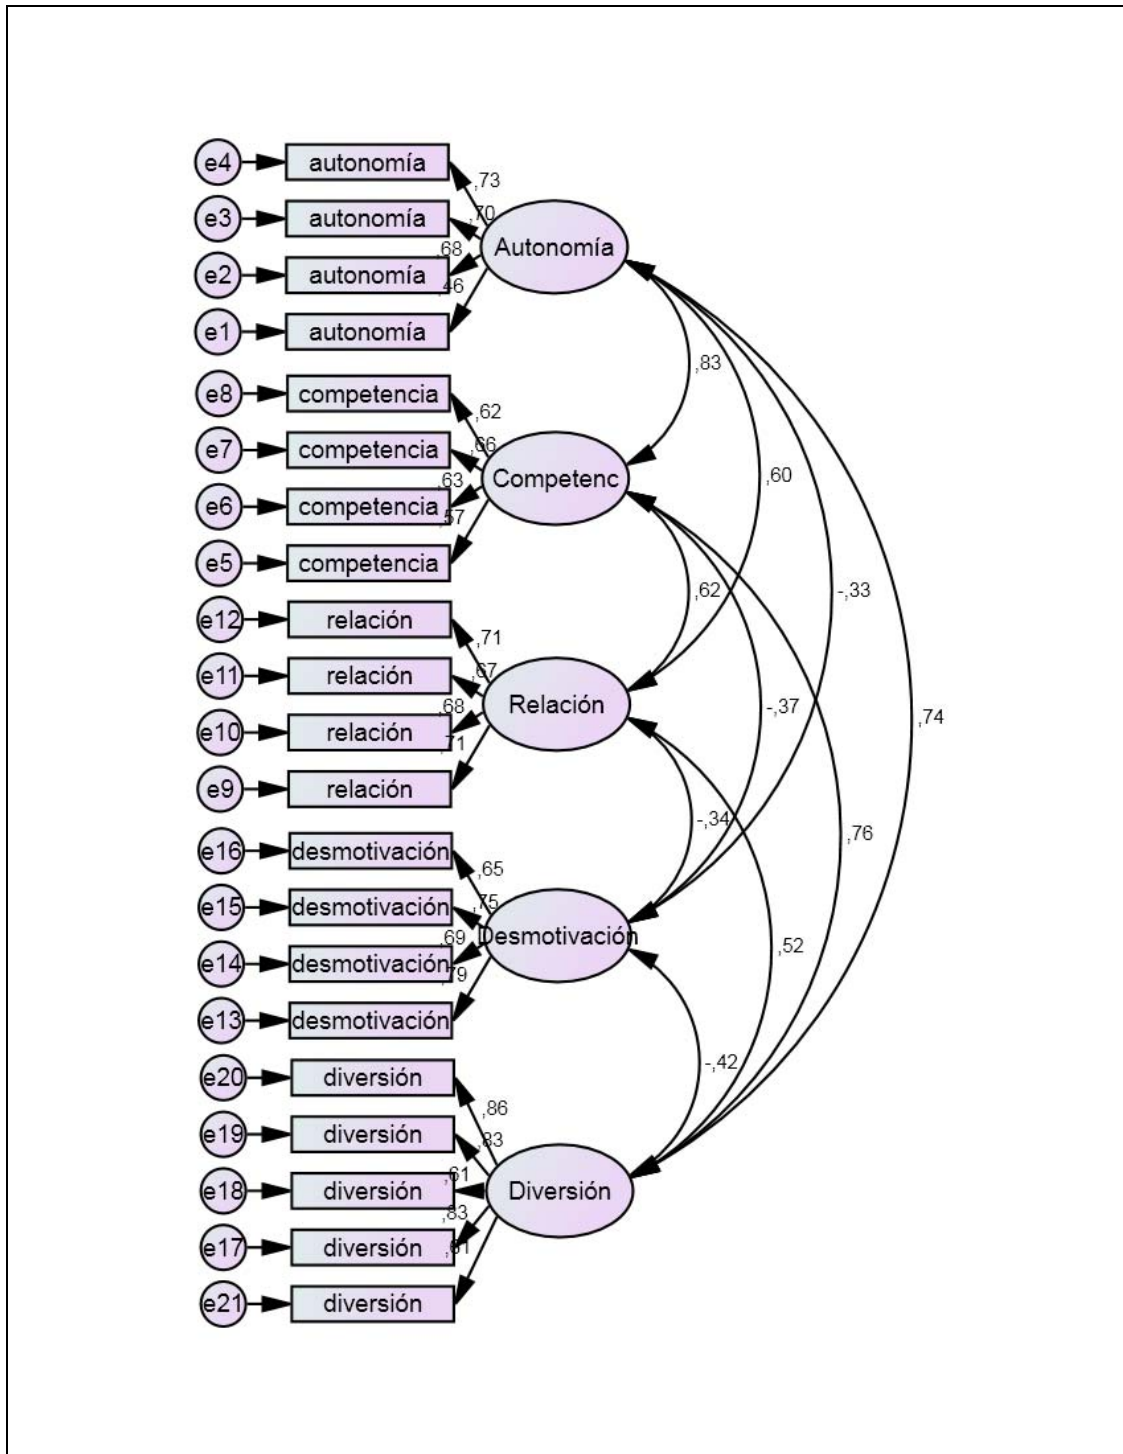 e4 autonomía ,73
e3 autonomía ,70
Autonomía
e2 autonomía ,68
e1 autonomía ,46
,83
e8 competencia ,62
e7 competencia ,66
Competenc
,60
e6 competencia ,63
e5 competencia ,57
,62
-,33
e12 relación ,71
e11 relación ,67
Relación
-,37
,74
e10 relación ,68
e9 relación ,71
-,34
,76
e16 desmotivación ,65
e15 desmotivación ,75
Desmotivación
,52
e14 desmotivación ,69
e13 desmotivación ,79
-,42
e20 diversión ,86
e19 diversión ,83
e18 diversión ,61
Diversión
e17 diversión ,83
e21 diversión ,61